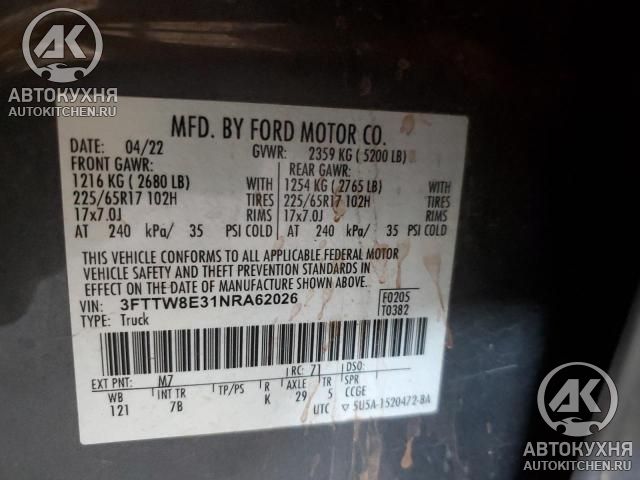 AK
АВТОКУХНЯ
AUTOKITCHEN.RU
MFD. BY FORD MOTOR CO.
DATE: 04/22 GVWR: 2359 KG ( 5200 LB)
FRONT GAWR: REAR GAWR:
1216 KG ( 2680 LB) WITH 1254 KG ( 2765 LB) WITH
225/65R17 102H TIRES 225/65R17 102H TIRES
17x7.0J RIMS 17x7.0J RIMS
AT 240 kPa/ 35 PSI COLD AT 240 kPa/ 35 PSI COLD
THIS VEHICLE CONFORMS TO ALL APPLICABLE FEDERAL MOTOR
VEHICLE SAFETY AND THEFT PREVENTION STANDARDS IN
EFFECT ON THE DATE OF MANUFACTURE SHOWN ABOVE.
VIN: 3FTTW8E31NRA62026 F0205
TYPE: Truck T0382
EXT PNT: M7 RC: 71 DSO:
WB INT TR TP/PS R AXLE TR SPR
121 7B K 29 5 CCGE
UTC ▽ 5U5A-1520472-BA
AK
АВТОКУХНЯ
AUTOKITCHEN.RU